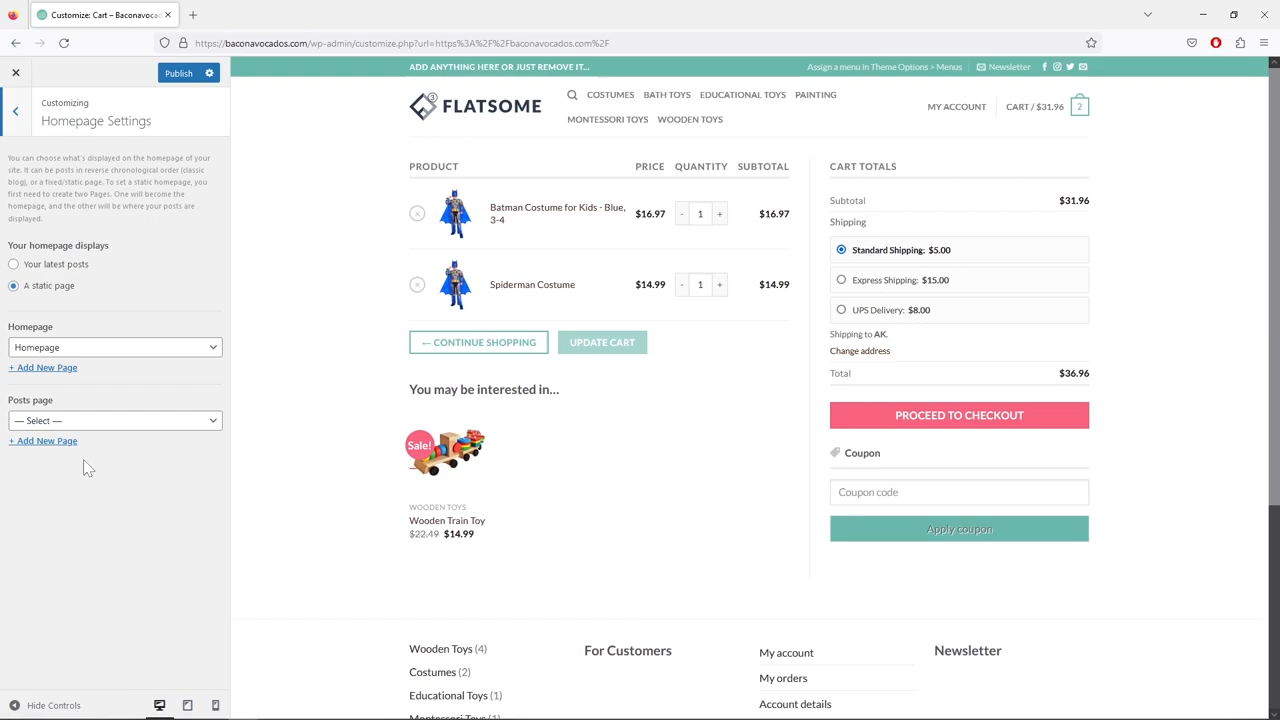 Customize: Cart – Baconavocado
https://baconavocados.com/wp-admin/customize.php?url=https%3A%2F%2Fbaconavocados.com%2F
Publish
Customizing
Homepage Settings
You can choose what's displayed on the homepage of your
site. It can be posts in reverse chronological order (classic
blog), or a fixed/static page. To set a static homepage, you
first need to create two Pages. One will become the
homepage, and the other will be where your posts are
displayed.
Your homepage displays
Your latest posts
A static page
Homepage
Homepage
+ Add New Page
Posts page
— Select —
+ Add New Page
Hide Controls
ADD ANYTHING HERE OR JUST REMOVE IT...
Assign a menu in Theme Options > Menus
Newsletter
FLATSOME
3
COSTUMES BATH TOYS EDUCATIONAL TOYS PAINTING
MONTESSORI TOYS WOODEN TOYS
MY ACCOUNT
CART / $31.96
2
PRODUCT PRICE QUANTITY SUBTOTAL
Batman Costume for Kids - Blue,
3-4
$16.97 - 1 + $16.97
Spiderman Costume $14.99 - 1 + $14.99
← CONTINUE SHOPPING
UPDATE CART
You may be interested in...
Sale!
WOODEN TOYS
Wooden Train Toy
$22.49 $14.99
CART TOTALS
Subtotal $31.96
Shipping
Standard Shipping: $5.00
Express Shipping: $15.00
UPS Delivery: $8.00
Shipping to AK.
Change address
Total $36.96
PROCEED TO CHECKOUT
Coupon
Coupon code
Apply coupon
Wooden Toys (4)
Costumes (2)
Educational Toys (1)
Montessori Toys (1)
For Customers
My account
My orders
Account details
Newsletter